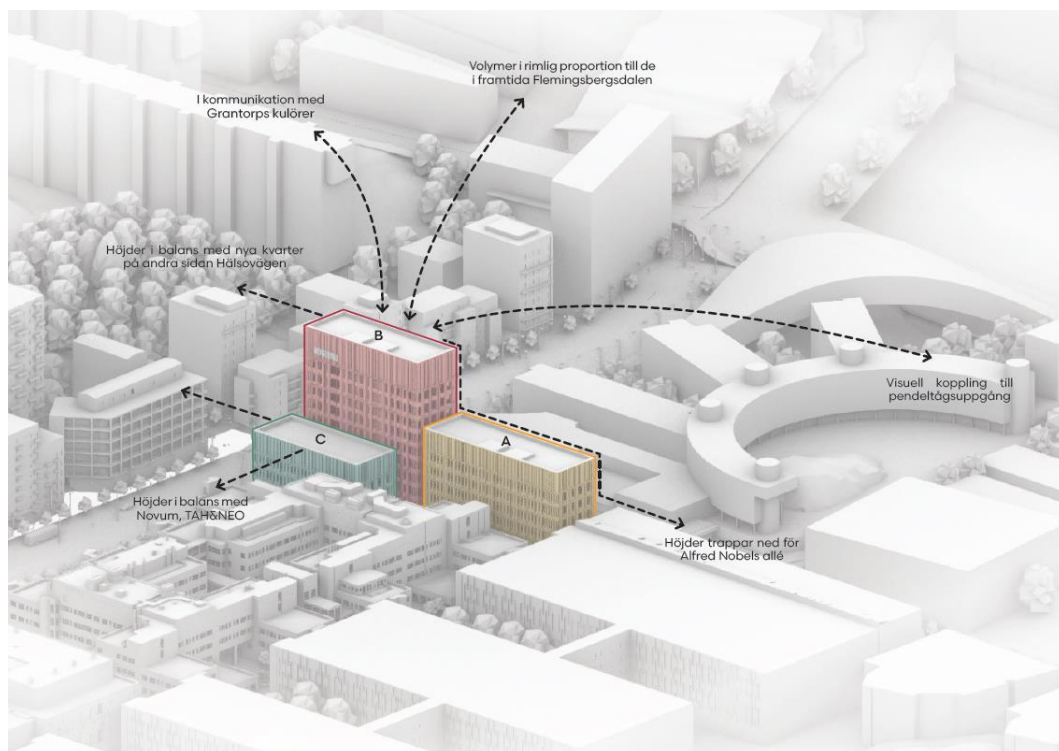 Volymer i rimlig proportion till de
i framtida Flemingsbergsdalen
I kommunikation med
Grantorps kulörer
Höjder i balans med nya kvarter
på andra sidan Hälsovägen
B
Visuell koppling till
pendeltågsuppgång
C
A
Höjder i balans med
Novum, TAH&NEO
Höjder trappar ned för
Alfred Nobels allé